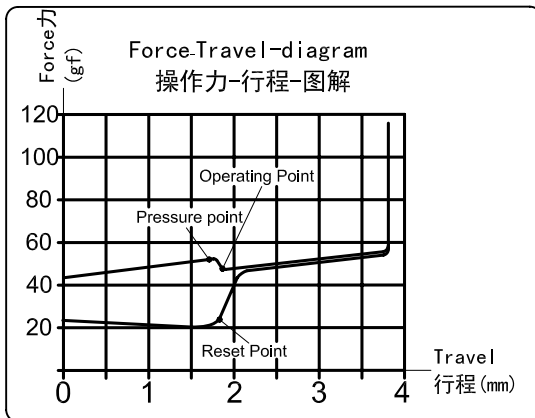 Force力
(gf)
Force-Travel-diagram
操作力-行程-图解
120
100
80
60
40
20
Operating Point
Pressure point
Reset Point
0
1
2
3
4
Travel
行程(mm)